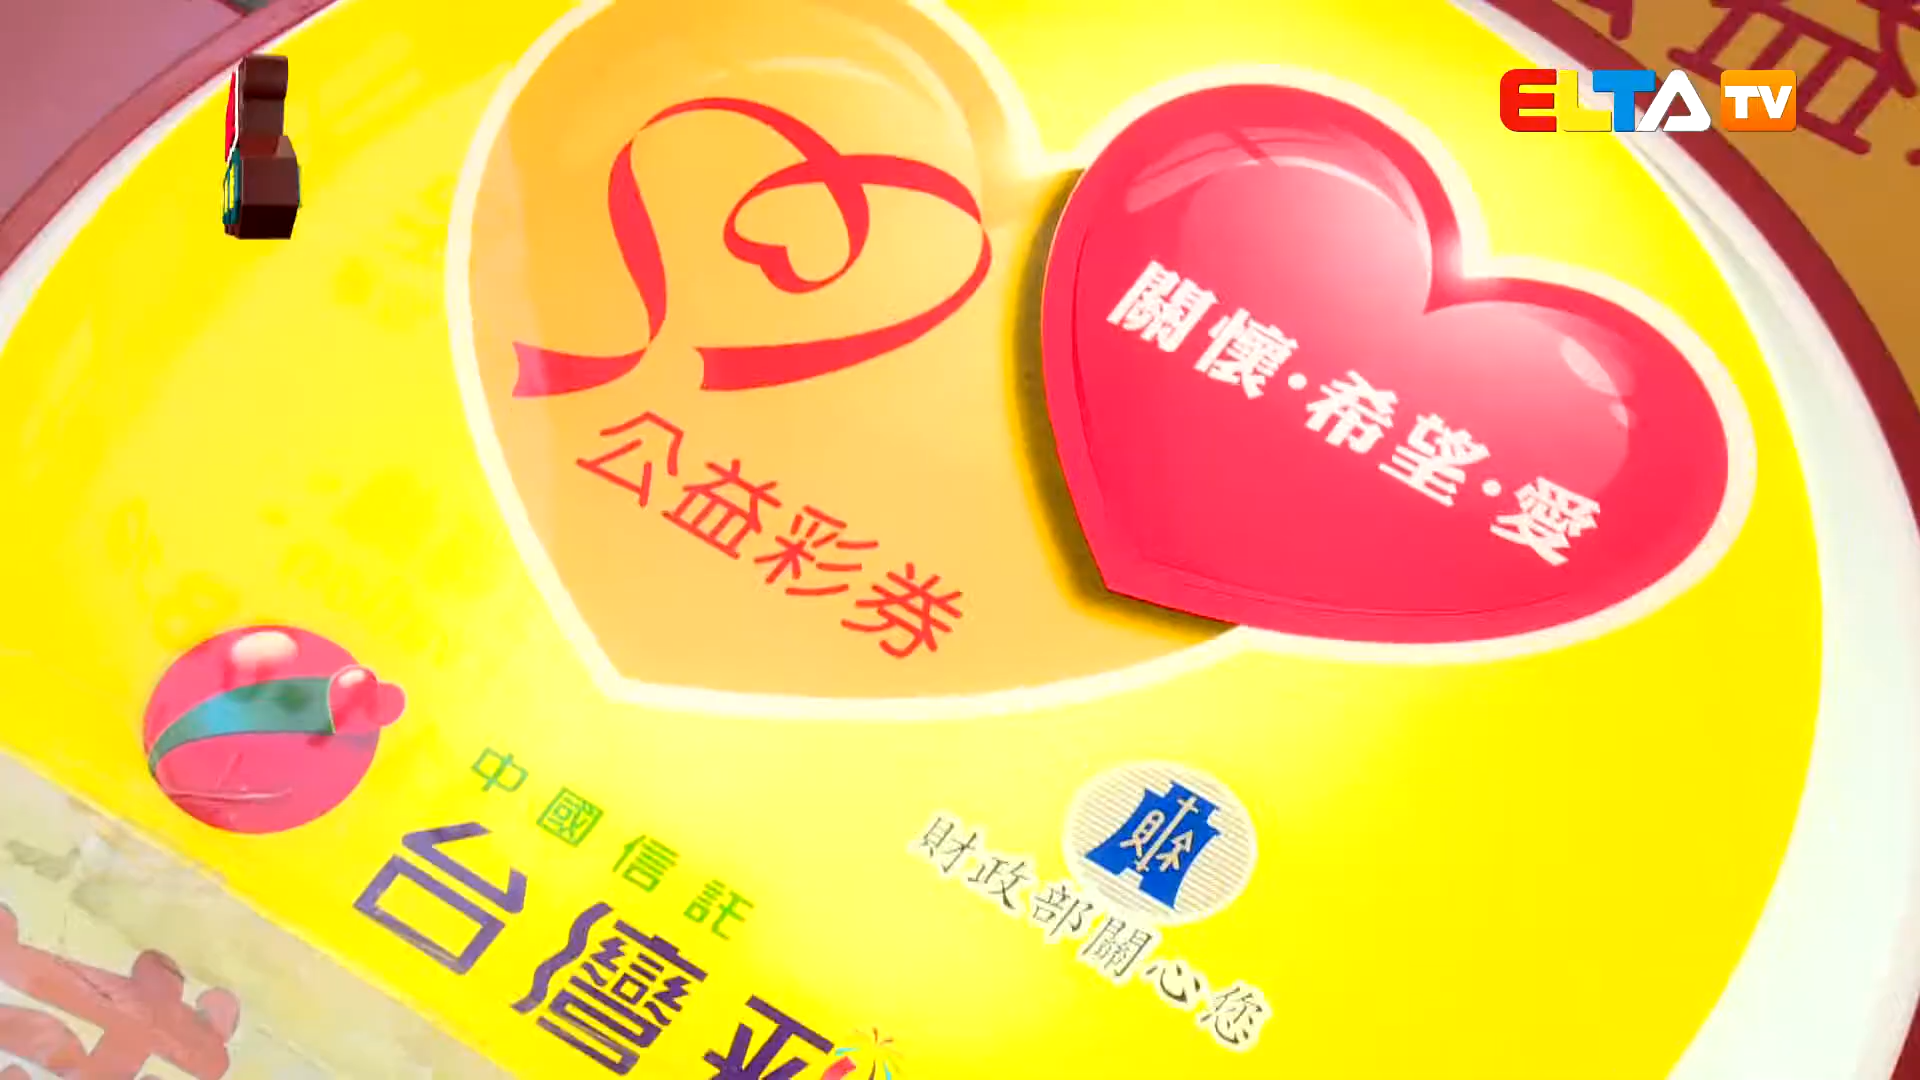 ELTA TV
關懷·希望·愛
公益彩券
中國信託
台灣彩
財政部關心您